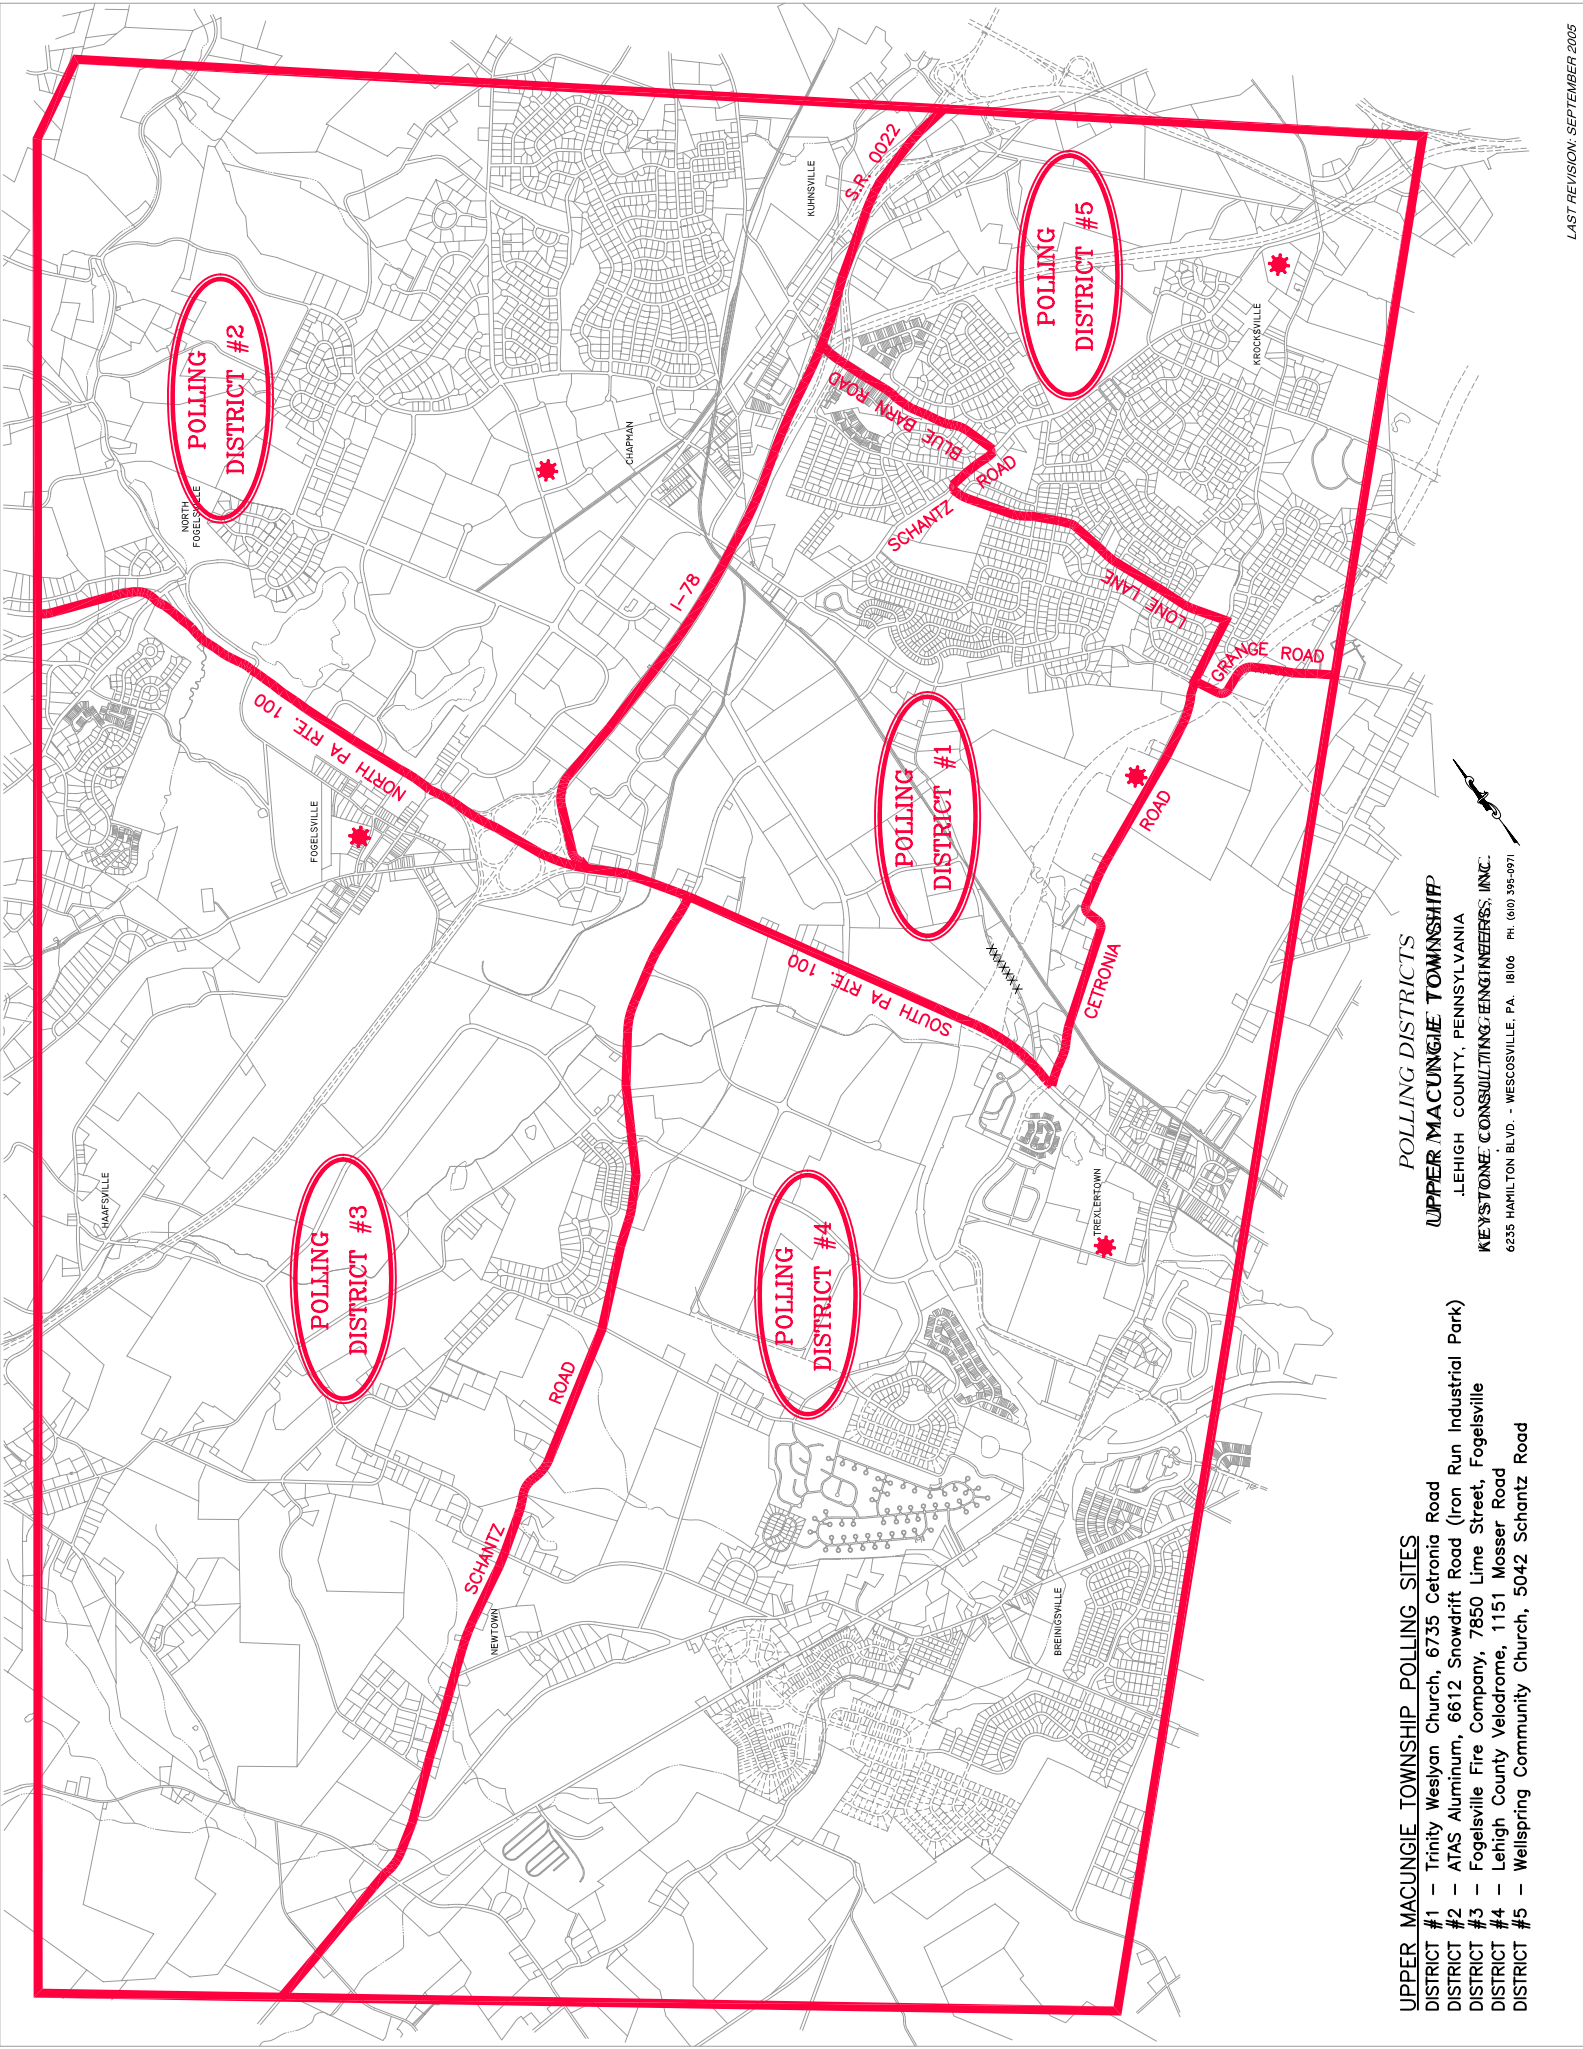 LAST REVISION: SEPTEMBER 2005
POLLING
DISTRICT #2
NORTH
FOGELSVILLE
KUHNSVILLE
S.R. 0022
CHAPMAN
POLLING
DISTRICT #5
KROCKSVILLE
BLUE BARN ROAD
SCHANTZ ROAD
LONE LANE
GRANGE ROAD
I-78
NORTH PA RTE. 100
FOGELSVILLE
POLLING
DISTRICT #1
CETRONIA ROAD
SOUTH PA RTE. 100
XXXXXXX
HAAFSVILLE
POLLING
DISTRICT #3
POLLING
DISTRICT #4
TREXLERTOWN
SCHANTZ ROAD
NEWTOWN
BREINIGSVILLE
POLLING DISTRICTS
UPPER MACUNGIE TOWNSHIP
LEHIGH COUNTY, PENNSYLVANIA
KEYSTONE CONSULTING ENGINEERS, INC.
6235 HAMILTON BLVD. - WESCOSVILLE, PA. 18106 PH. (610) 395-0971
UPPER MACUNGIE TOWNSHIP POLLING SITES
DISTRICT #1 - Trinity Weslyan Church, 6735 Cetronia Road
DISTRICT #2 - ATAS Aluminum, 6612 Snowdrift Road (Iron Run Industrial Park)
DISTRICT #3 - Fogelsville Fire Company, 7850 Lime Street, Fogelsville
DISTRICT #4 - Lehigh County Velodrome, 1151 Mosser Road
DISTRICT #5 - Wellspring Community Church, 5042 Schantz Road